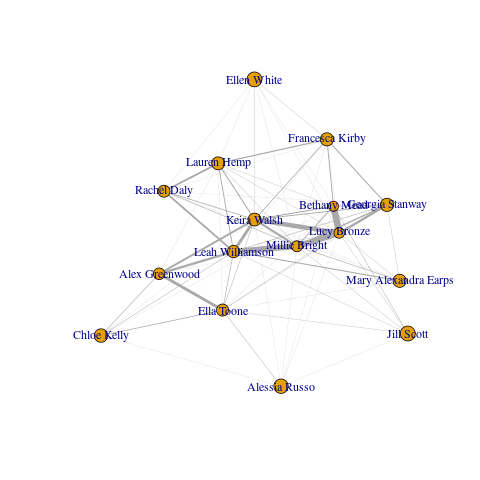 Ellen White
Francesca Kirby
Lauren Hemp
Rachel Daly
Bethany Mead
Georgia Stanway
Keira Walsh
Lucy Bronze
Millie Bright
Leah Williamson
Alex Greenwood
Mary Alexandra Earps
Ella Toone
Chloe Kelly
Jill Scott
Alessia Russo